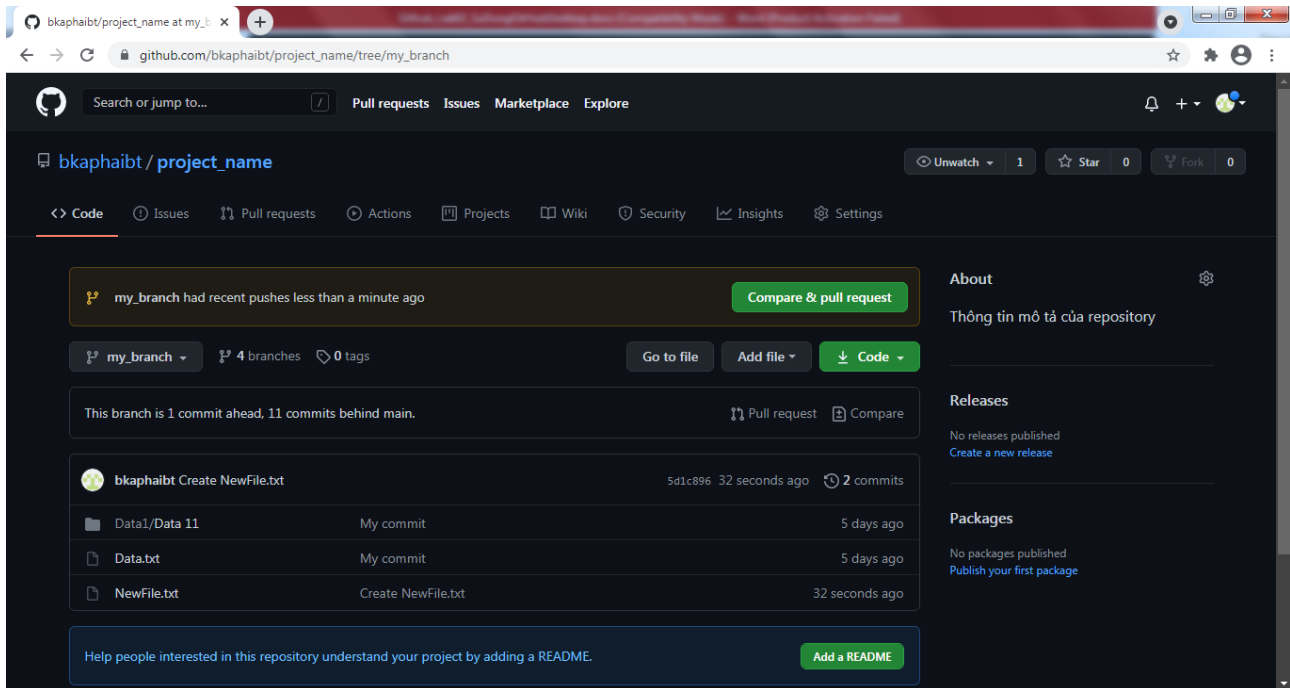 bkaphaibt/project_name at my_b
github.com/bkaphaibt/project_name/tree/my_branch
Search or jump to... / Pull requests Issues Marketplace Explore
bkaphaibt / project_name Unwatch 1 Star 0 Fork 0
Code Issues Pull requests Actions Projects Wiki Security Insights Settings
my_branch had recent pushes less than a minute ago Compare & pull request
my_branch 4 branches 0 tags Go to file Add file Code
This branch is 1 commit ahead, 11 commits behind main. Pull request Compare
bkaphaibt Create NewFile.txt 5d1c896 32 seconds ago 2 commits
Data1/Data 11 My commit 5 days ago
Data.txt My commit 5 days ago
NewFile.txt Create NewFile.txt 32 seconds ago
Help people interested in this repository understand your project by adding a README. Add a README
About
Thông tin mô tả của repository
Releases
No releases published
Create a new release
Packages
No packages published
Publish your first package